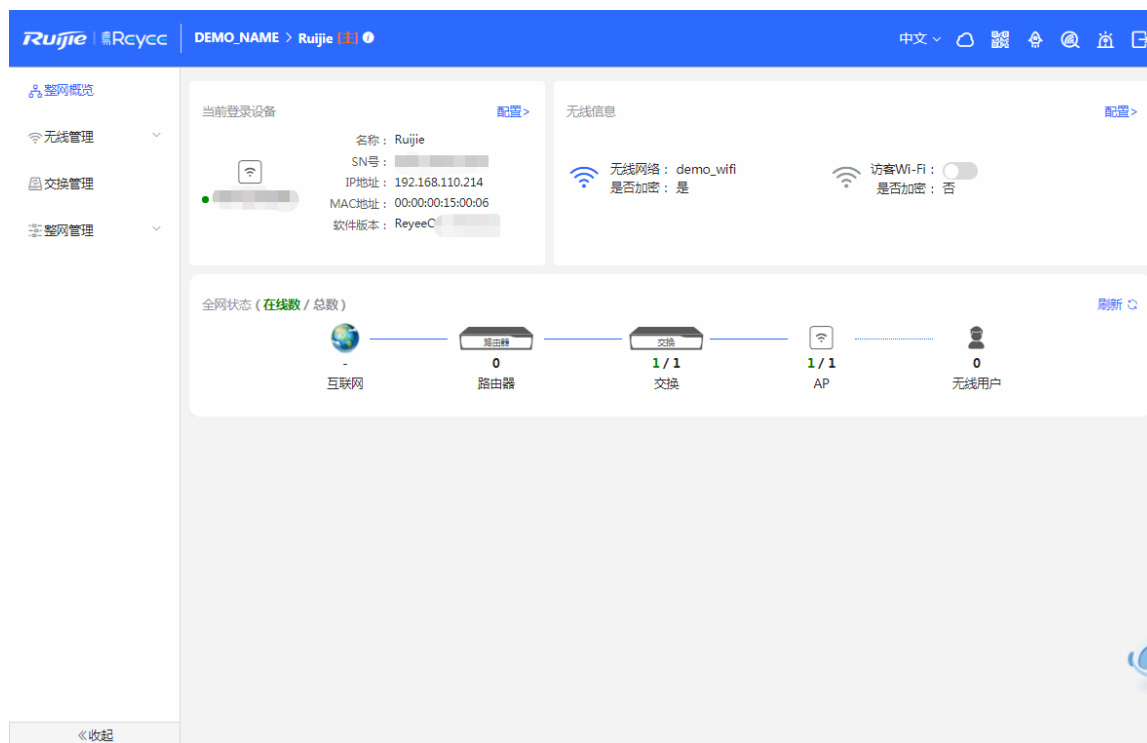 Ruijie | 睿易 Reyee DEMO_NAME > Ruijie [主] 中文
整网概览
无线管理
交换管理
整网管理
当前登录设备 配置>
名称： Ruijie
SN号：
IP地址： 192.168.110.214
MAC地址： 00:00:00:15:00:06
软件版本： ReyeeO
无线信息 配置>
无线网络： demo_wifi
是否加密： 是
访客Wi-Fi：
是否加密： 否
全网状态 ( 在线数 / 总数 ) 刷新
路由器 交换
- 0 1 / 1 1 / 1 0
互联网 路由器 交换 AP 无线用户
≪收起